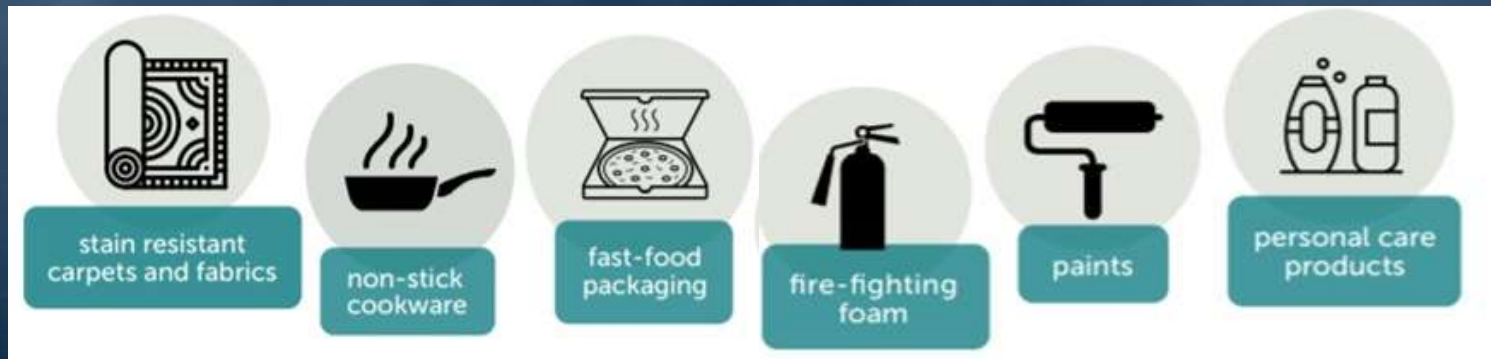 stain resistant
carpets and fabrics
non-stick
cookware
fast-food
packaging
fire-fighting
foam
paints
personal care
products